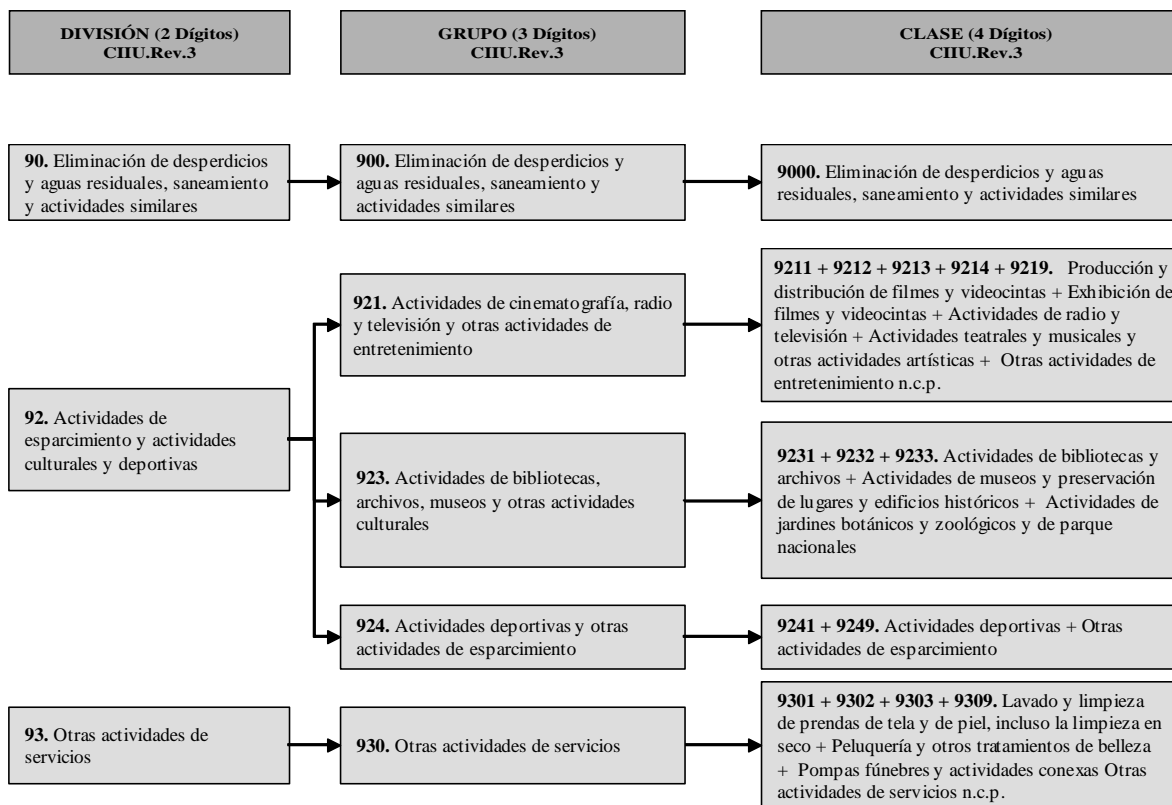 DIVISIÓN (2 Dígitos)
CIIU.Rev.3
GRUPO (3 Dígitos)
CIIU.Rev.3
CLASE (4 Dígitos)
CIIU.Rev.3
90. Eliminación de desperdicios
y aguas residuales, saneamiento
y actividades similares
900. Eliminación de desperdicios y
aguas residuales, saneamiento y
actividades similares
9000. Eliminación de desperdicios y aguas
residuales, saneamiento y actividades similares
92. Actividades de
esparcimiento y actividades
culturales y deportivas
921. Actividades de cinematografía, radio
y televisión y otras actividades de
entretenimiento
9211 + 9212 + 9213 + 9214 + 9219. Producción y
distribución de filmes y videocintas + Exhibición de
filmes y videocintas + Actividades de radio y
televisión + Actividades teatrales y musicales y
otras actividades artísticas + Otras actividades de
entretenimiento n.c.p.
923. Actividades de bibliotecas,
archivos, museos y otras actividades
culturales
9231 + 9232 + 9233. Actividades de bibliotecas y
archivos + Actividades de museos y preservación
de lugares y edificios históricos + Actividades de
jardines botánicos y zoológicos y de parque
nacionales
924. Actividades deportivas y otras
actividades de esparcimiento
9241 + 9249. Actividades deportivas + Otras
actividades de esparcimiento
93. Otras actividades de
servicios
930. Otras actividades de servicios
9301 + 9302 + 9303 + 9309. Lavado y limpieza
de prendas de tela y de piel, incluso la limpieza en
seco + Peluquería y otros tratamientos de belleza
+ Pompas fúnebres y actividades conexas Otras
actividades de servicios n.c.p.